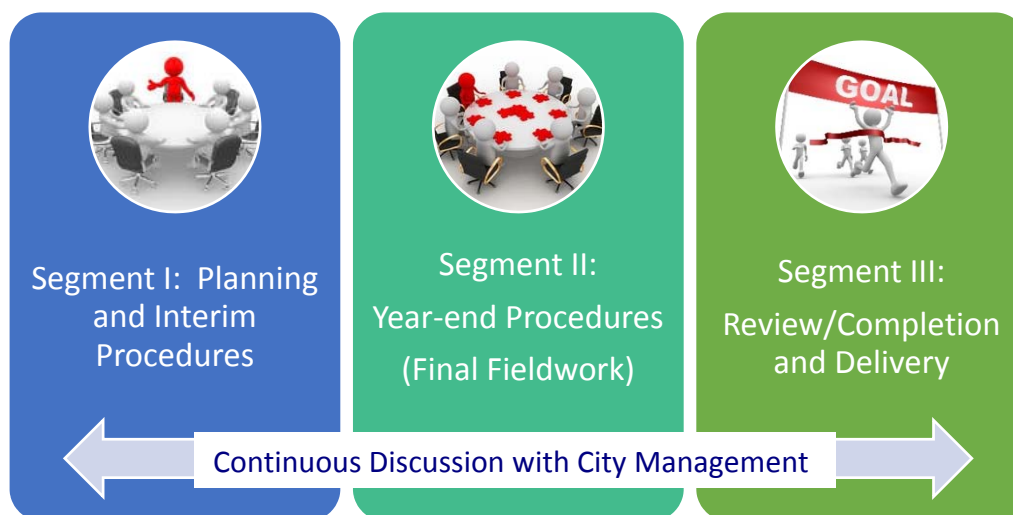 GOAL
Segment I:  Planning
and Interim
Procedures
Segment II:
Year-end Procedures
(Final Fieldwork)
Segment III:
Review/Completion
and Delivery
Continuous Discussion with City Management